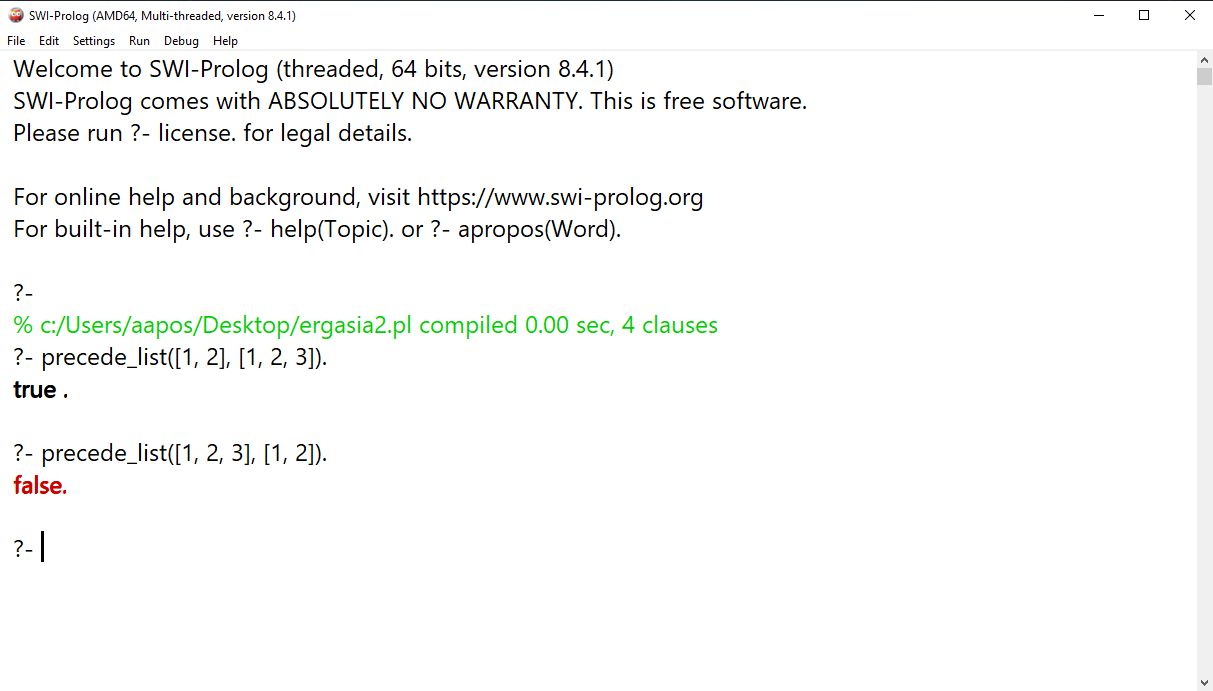 SWI-Prolog (AMD64, Multi-threaded, version 8.4.1)
File Edit Settings Run Debug Help
Welcome to SWI-Prolog (threaded, 64 bits, version 8.4.1)
SWI-Prolog comes with ABSOLUTELY NO WARRANTY. This is free software.
Please run ?- license. for legal details.
For online help and background, visit https://www.swi-prolog.org
For built-in help, use ?- help(Topic). or ?- apropos(Word).
?-
% c:/Users/aapos/Desktop/ergasia2.pl compiled 0.00 sec, 4 clauses
?- precede_list([1, 2], [1, 2, 3]).
true .
?- precede_list([1, 2, 3], [1, 2]).
false.
?-